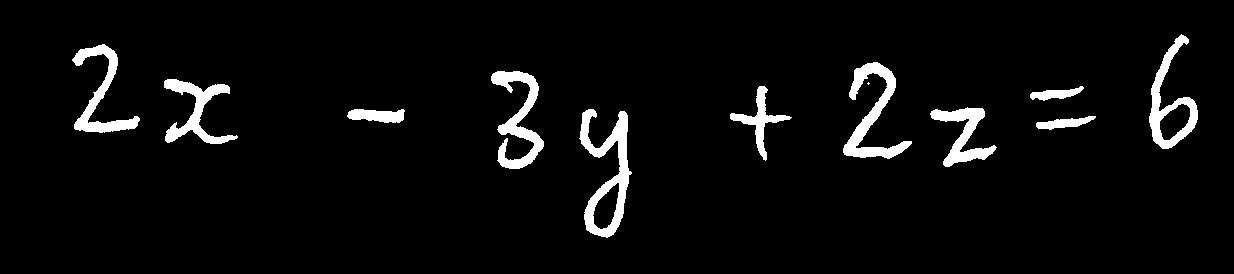 2x - 3y + 2z = 6